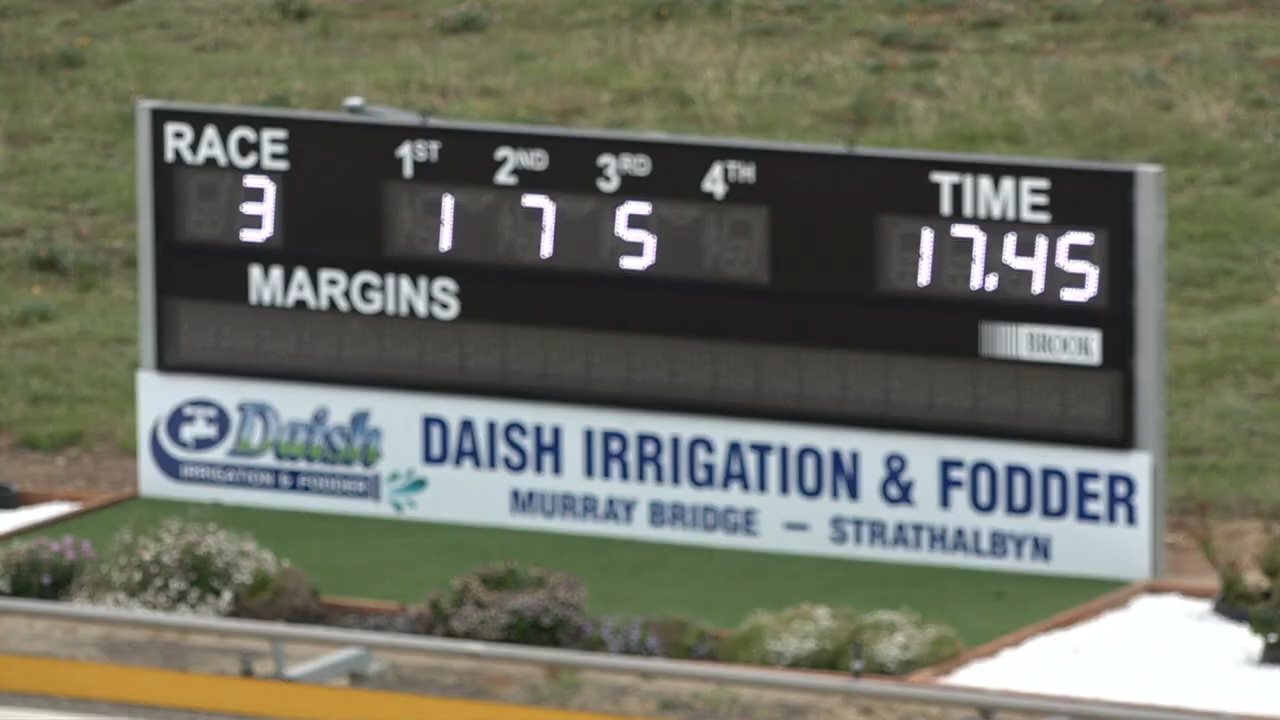 RACE 1ST 2ND 3RD 4TH TIME
3 1 7 5 17.45
MARGINS
BROOK
Daish
IRRIGATION & FODDER
DAISH IRRIGATION & FODDER
MURRAY BRIDGE — STRATHALBYN